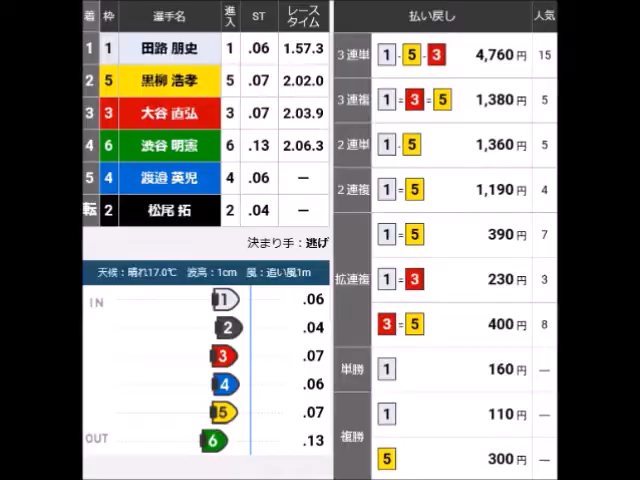 着 枠 選手名 進入 ST レースタイム
1 1 田路 朋史 1 .06 1.57.3
2 5 黒柳 浩孝 5 .07 2.02.0
3 3 大谷 直弘 3 .07 2.03.9
4 6 渋谷 明憲 6 .13 2.06.3
5 4 渡邉 英児 4 .06 —
転 2 松尾 拓 2 .04 —
決まり手：逃げ
天候：晴れ17.0℃ 波高：1cm 風：追い風1m
IN
1 .06
2 .04
3 .07
4 .06
5 .07
OUT 6 .13
払い戻し 人気
3連単 1-5-3 4,760円 15
3連複 1=3=5 1,380円 5
2連単 1-5 1,360円 5
2連複 1=5 1,190円 4
拡連複 1=5 390円 7
1=3 230円 3
3=5 400円 8
単勝 1 160円 —
複勝 1 110円 —
5 300円 —